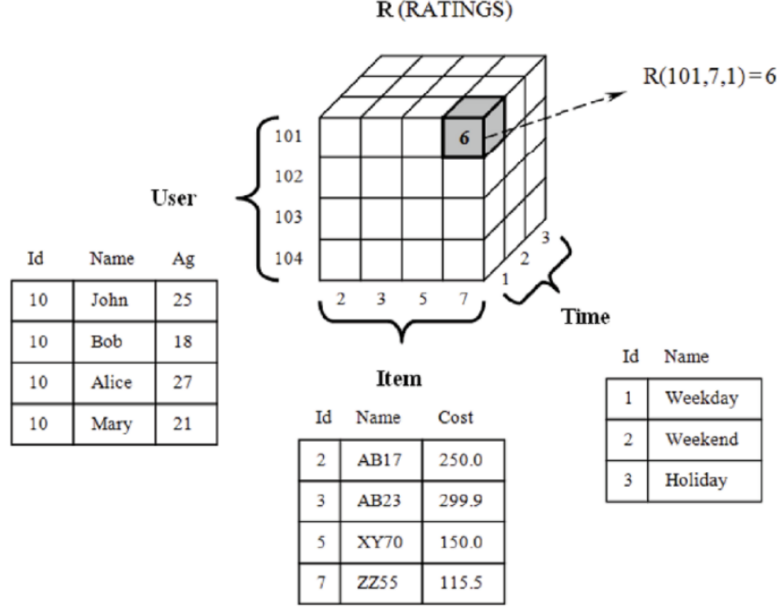 R (RATINGS)
R(101,7,1)=6
101
6
102
User
103
104
3
2
1
2 3 5 7
Time
Item
Id Name Ag
10 John 25
10 Bob 18
10 Alice 27
10 Mary 21
Id Name Cost
2 AB17 250.0
3 AB23 299.9
5 XY70 150.0
7 ZZ55 115.5
Id Name
1 Weekday
2 Weekend
3 Holiday